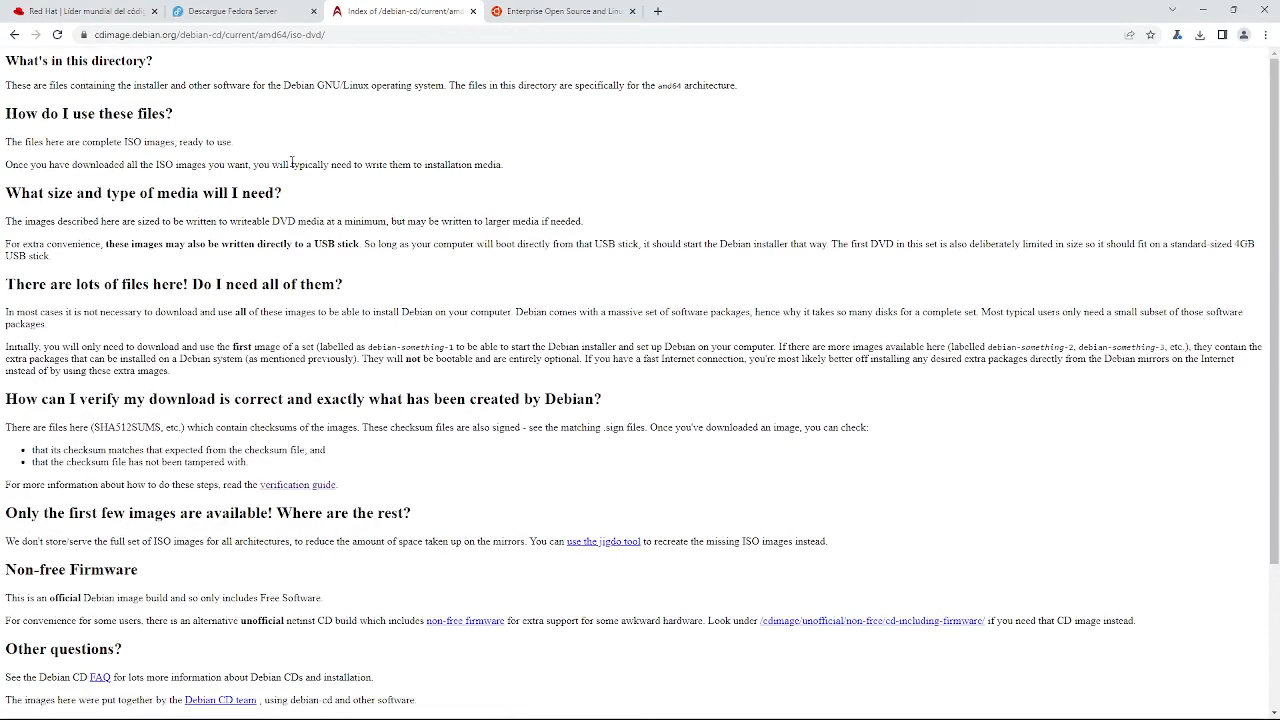 Red Hat | Líder mundial del códig
Descargue Fedora Server
Index of /debian-cd/current/amd
Enterprise Open Source and Linu
cdimage.debian.org/debian-cd/current/amd64/iso-dvd/
What's in this directory?
These are files containing the installer and other software for the Debian GNU/Linux operating system. The files in this directory are specifically for the amd64 architecture.
How do I use these files?
The files here are complete ISO images, ready to use.
Once you have downloaded all the ISO images you want, you will typically need to write them to installation media.
What size and type of media will I need?
The images described here are sized to be written to writeable DVD media at a minimum, but may be written to larger media if needed.
For extra convenience, these images may also be written directly to a USB stick. So long as your computer will boot directly from that USB stick, it should start the Debian installer that way. The first DVD in this set is also deliberately limited in size so it should fit on a standard-sized 4GB
USB stick.
There are lots of files here! Do I need all of them?
In most cases it is not necessary to download and use all of these images to be able to install Debian on your computer. Debian comes with a massive set of software packages, hence why it takes so many disks for a complete set. Most typical users only need a small subset of those software
packages.
Initially, you will only need to download and use the first image of a set (labelled as debian-something-1 to be able to start the Debian installer and set up Debian on your computer. If there are more images available here (labelled debian-something-2, debian-something-3, etc.), they contain the
extra packages that can be installed on a Debian system (as mentioned previously). They will not be bootable and are entirely optional. If you have a fast Internet connection, you're most likely better off installing any desired extra packages directly from the Debian mirrors on the Internet
instead of by using these extra images.
How can I verify my download is correct and exactly what has been created by Debian?
There are files here (SHA512SUMS, etc.) which contain checksums of the images. These checksum files are also signed - see the matching .sign files. Once you've downloaded an image, you can check:
• that its checksum matches that expected from the checksum file, and
• that the checksum file has not been tampered with.
For more information about how to do these steps, read the verification guide.
Only the first few images are available! Where are the rest?
We don't store/serve the full set of ISO images for all architectures, to reduce the amount of space taken up on the mirrors. You can use the jigdo tool to recreate the missing ISO images instead.
Non-free Firmware
This is an official Debian image build and so only includes Free Software.
For convenience for some users, there is an alternative unofficial netinst CD build which includes non-free firmware for extra support for some awkward hardware. Look under /cdimage/unofficial/non-free/cd-including-firmware/ if you need that CD image instead.
Other questions?
See the Debian CD FAQ for lots more information about Debian CDs and installation.
The images here were put together by the Debian CD team , using debian-cd and other software.